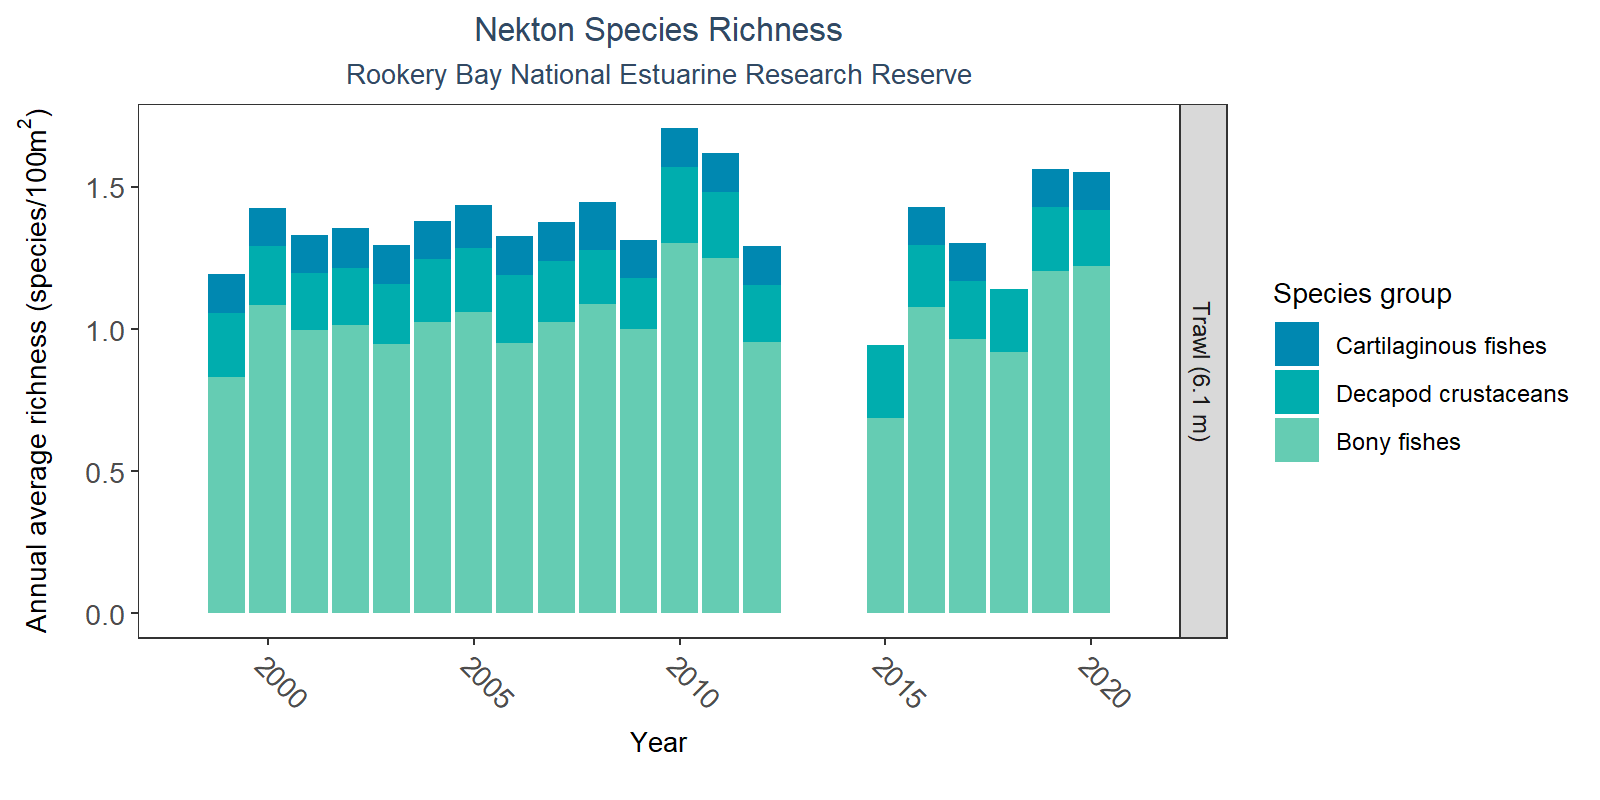 Nekton Species Richness
Rookery Bay National Estuarine Research Reserve
Annual average richness (species/100m²)
1.5
1.0
0.5
0.0
2000
2005
2010
2015
2020
Year
Trawl (6.1 m)
Species group
Cartilaginous fishes
Decapod crustaceans
Bony fishes